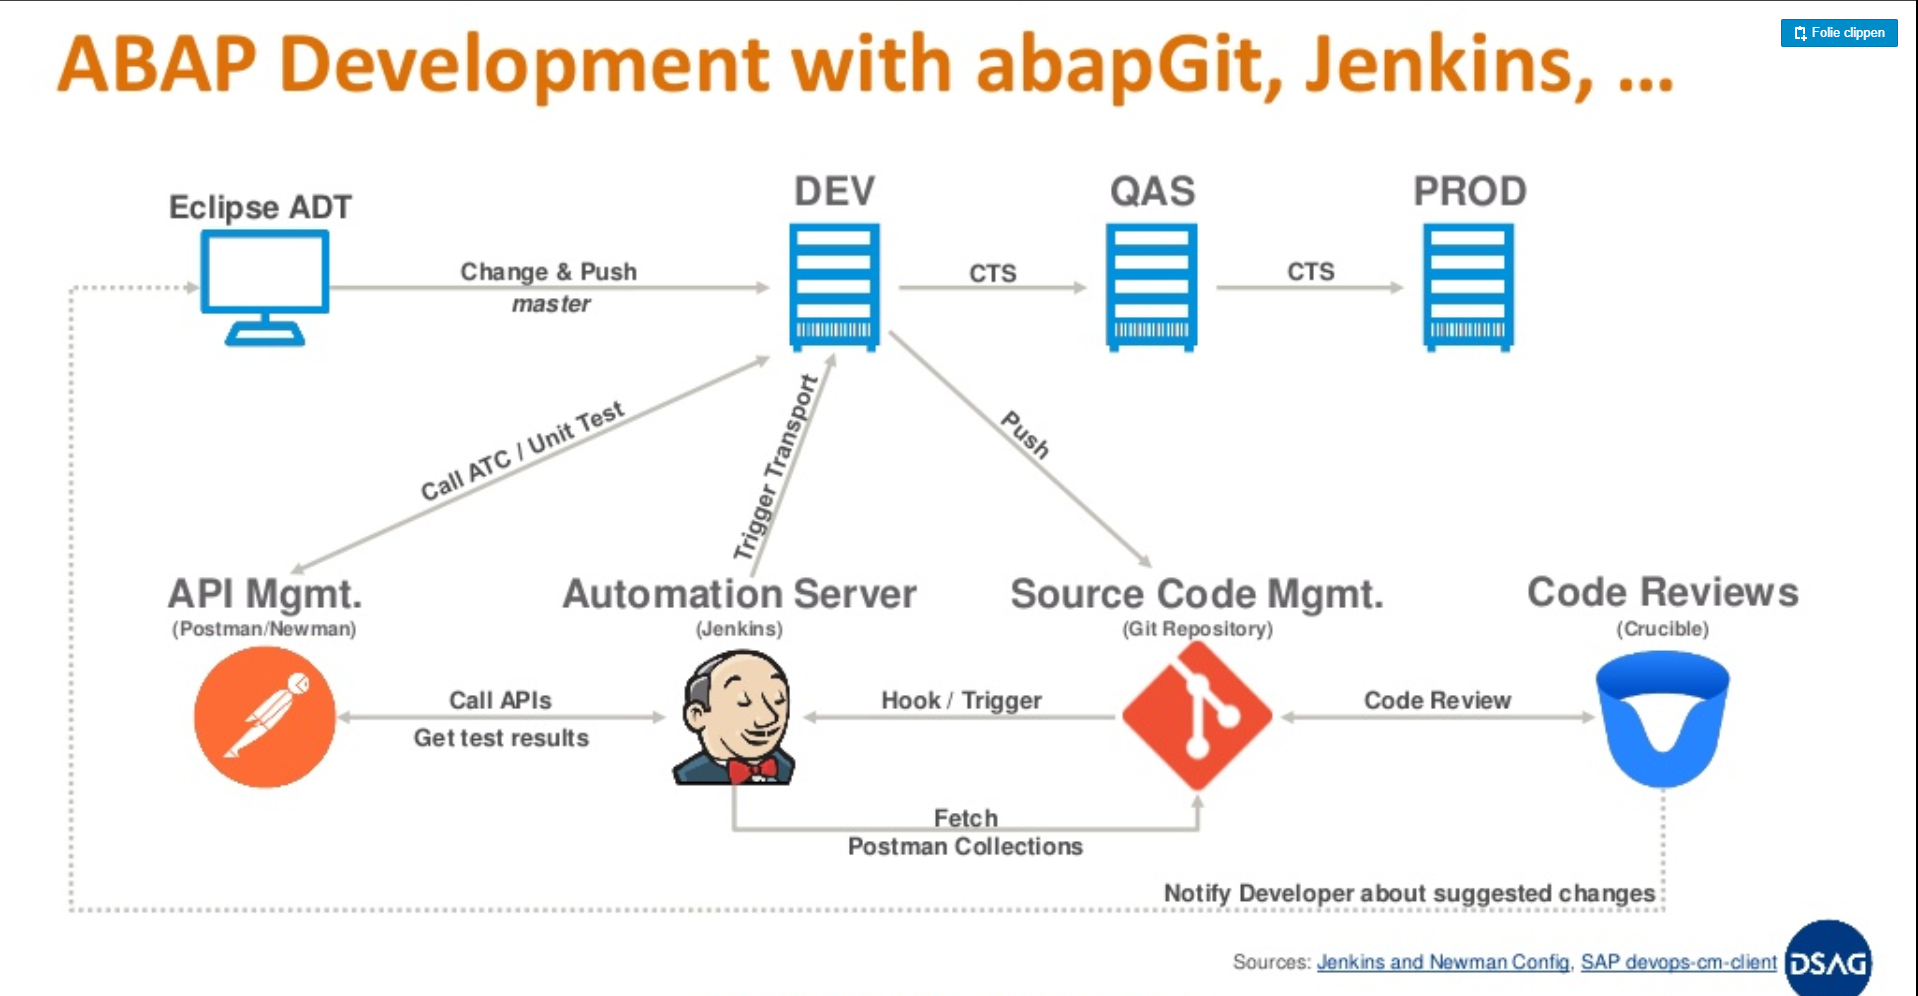 ABAP Development with abapGit, Jenkins, ...
Folie clippen
Eclipse ADT
DEV
QAS
PROD
Change & Push
master
CTS
CTS
Call ATC / Unit Test
Trigger Transport
Push
API Mgmt.
(Postman/Newman)
Automation Server
(Jenkins)
Source Code Mgmt.
(Git Repository)
Code Reviews
(Crucible)
Call APIs
Get test results
Hook / Trigger
Code Review
Fetch
Postman Collections
Notify Developer about suggested changes
Sources: Jenkins and Newman Config, SAP devops-cm-client
DSAG